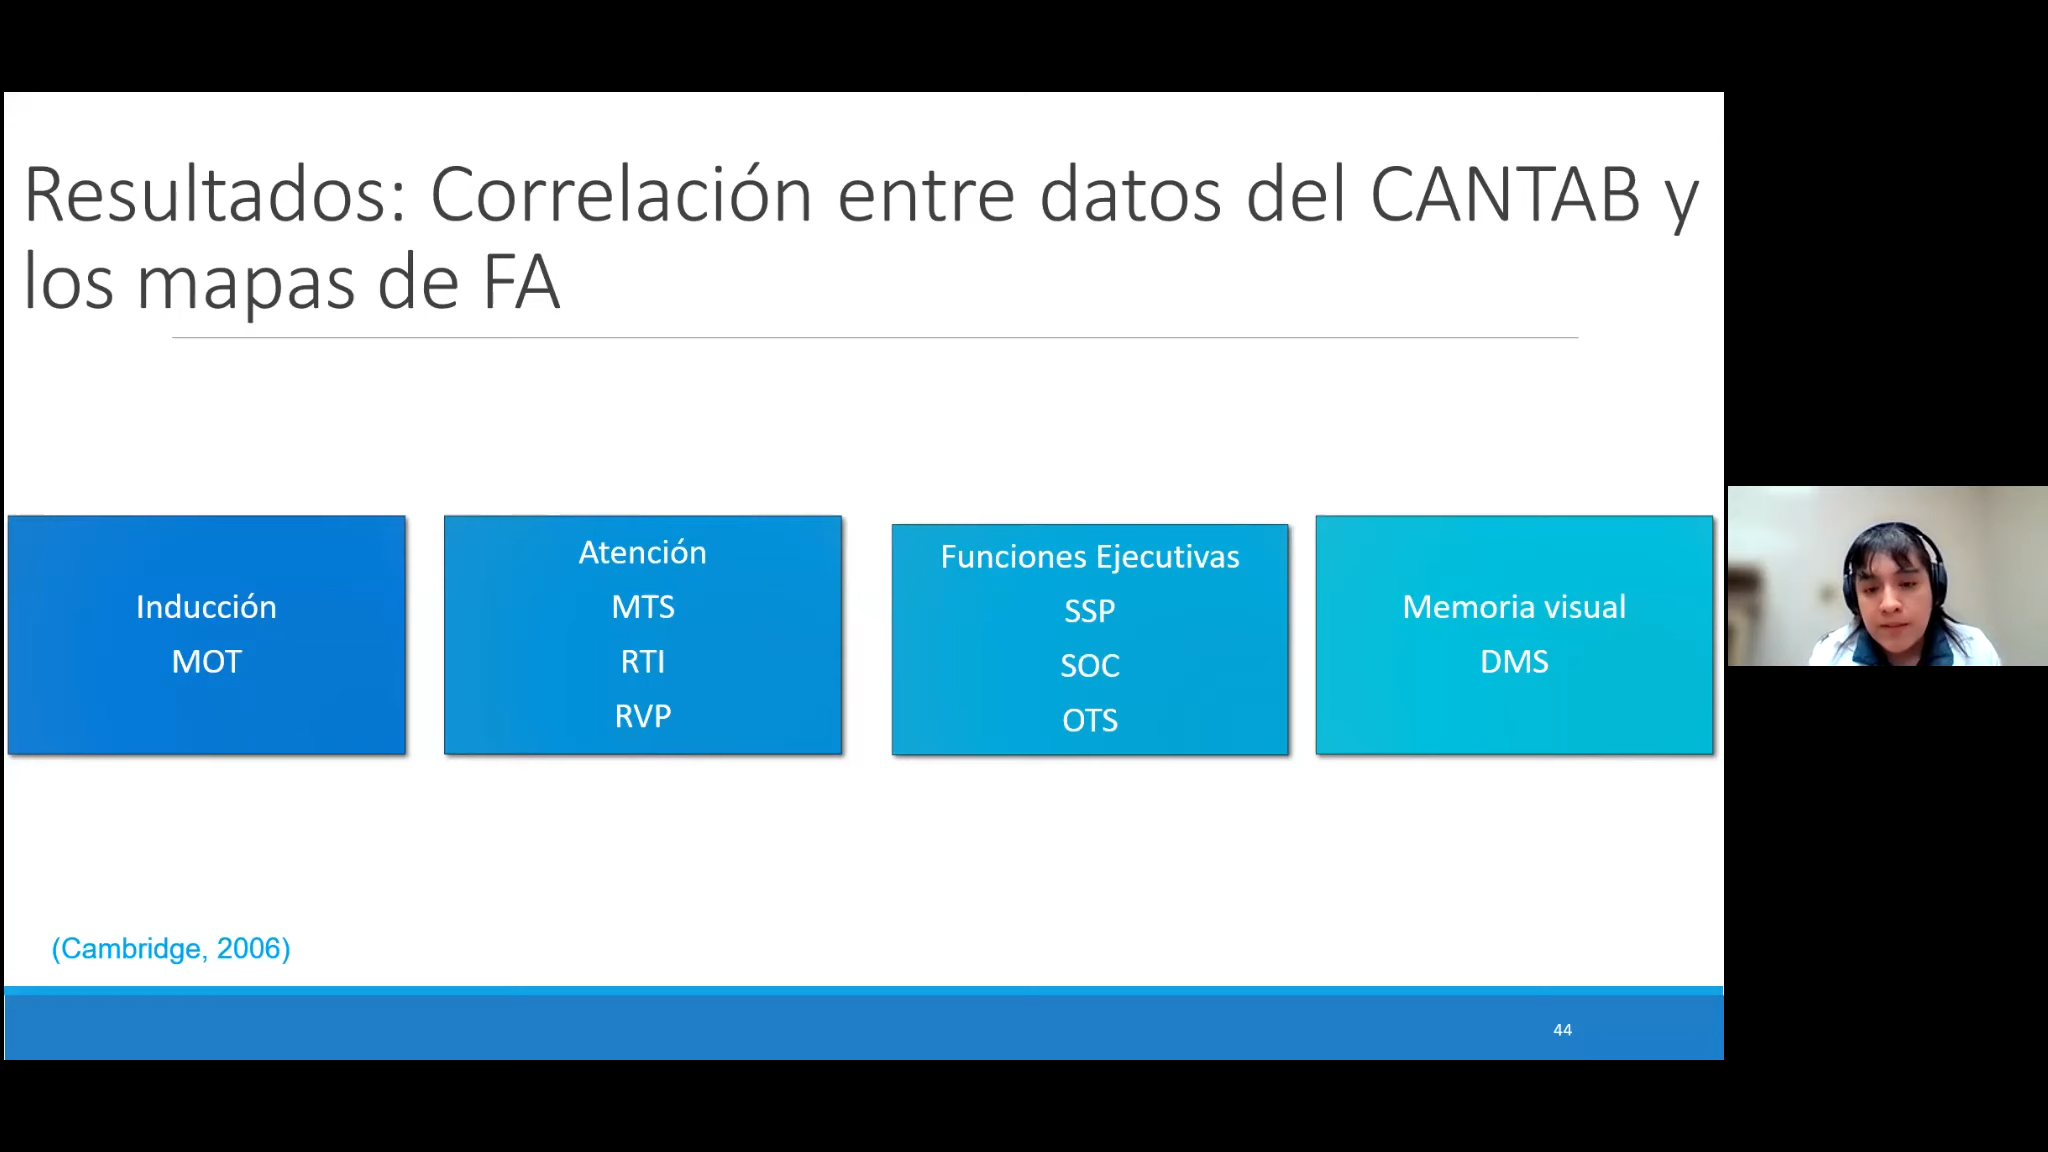 Resultados: Correlación entre datos del CANTAB y
los mapas de FA
Inducción
MOT
Atención
MTS
RTI
RVP
Funciones Ejecutivas
SSP
SOC
OTS
Memoria visual
DMS
(Cambridge, 2006)
44